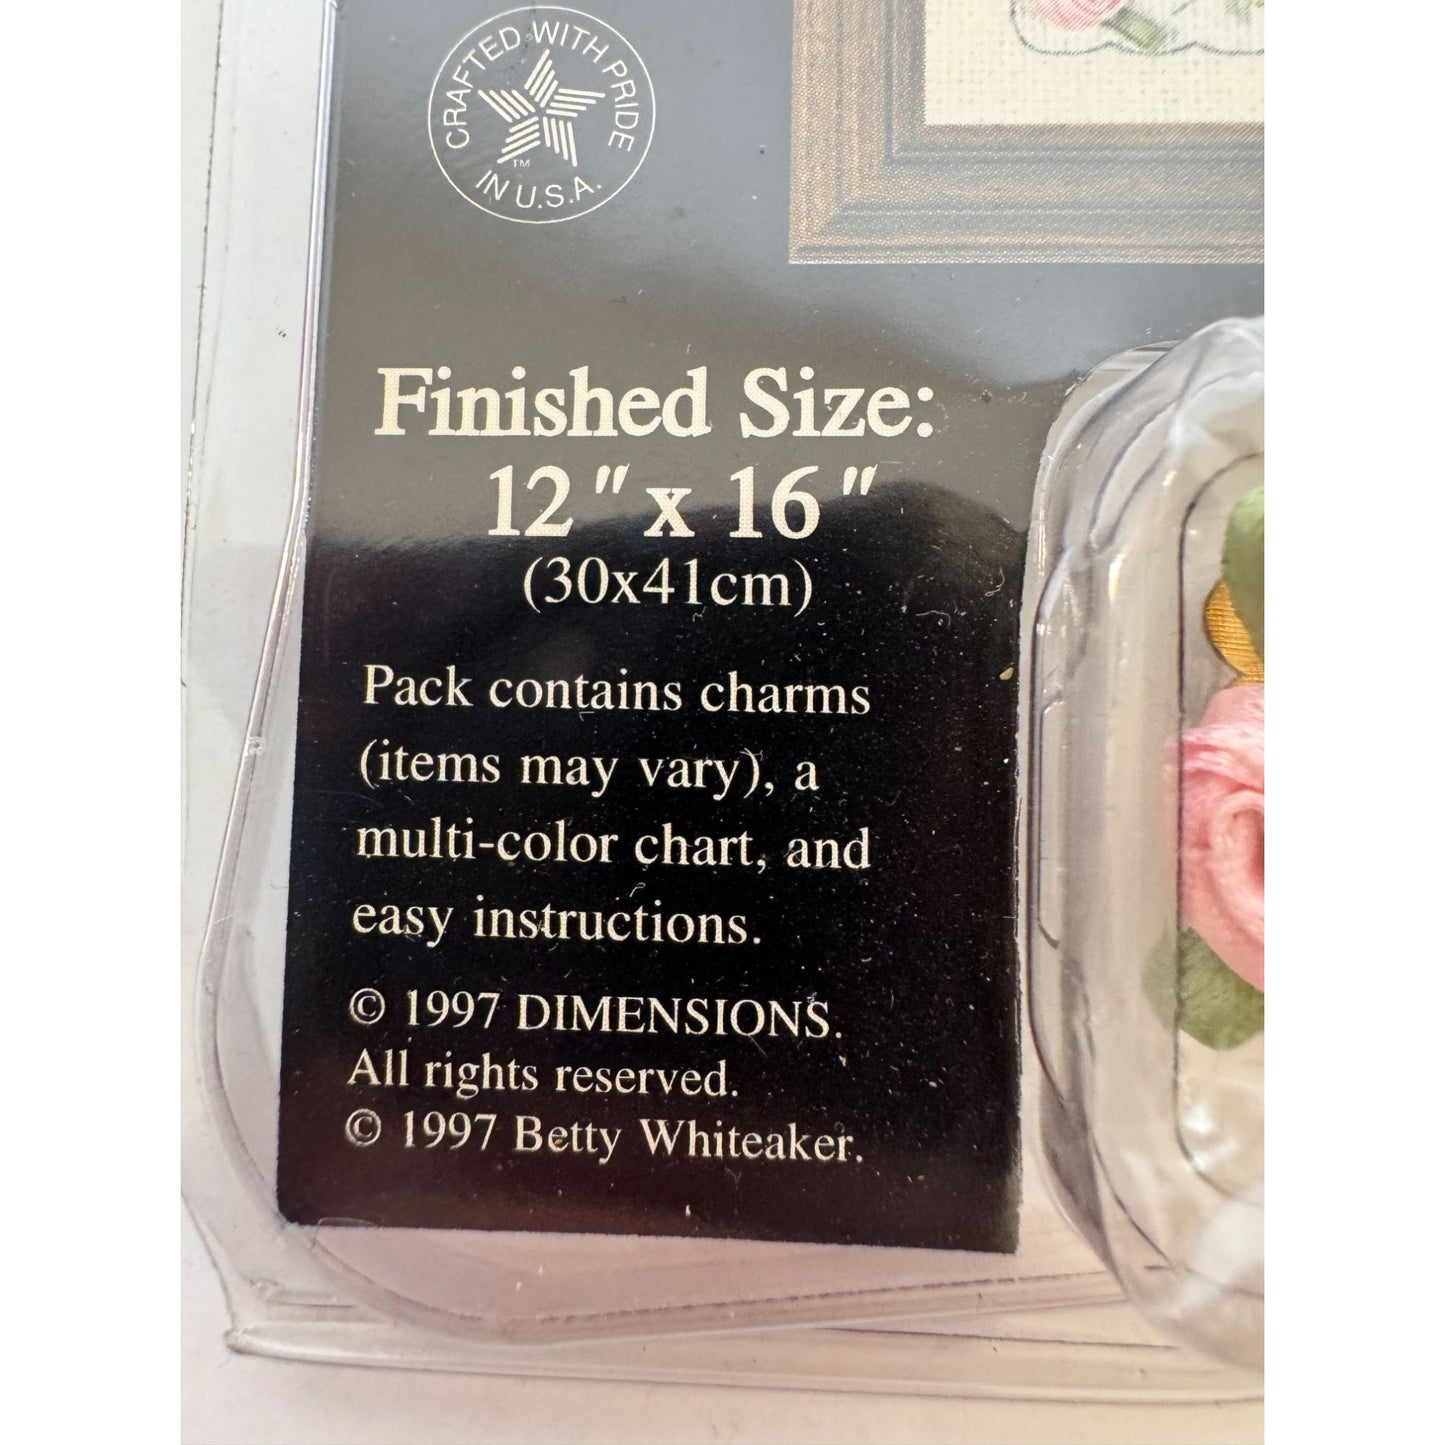 CRAFTED WITH PRIDE
IN U.S.A.
TM
Finished Size:
12" x 16"
(30x41cm)
Pack contains charms
(items may vary), a
multi-color chart, and
easy instructions.
© 1997 DIMENSIONS.
All rights reserved.
© 1997 Betty Whiteaker.